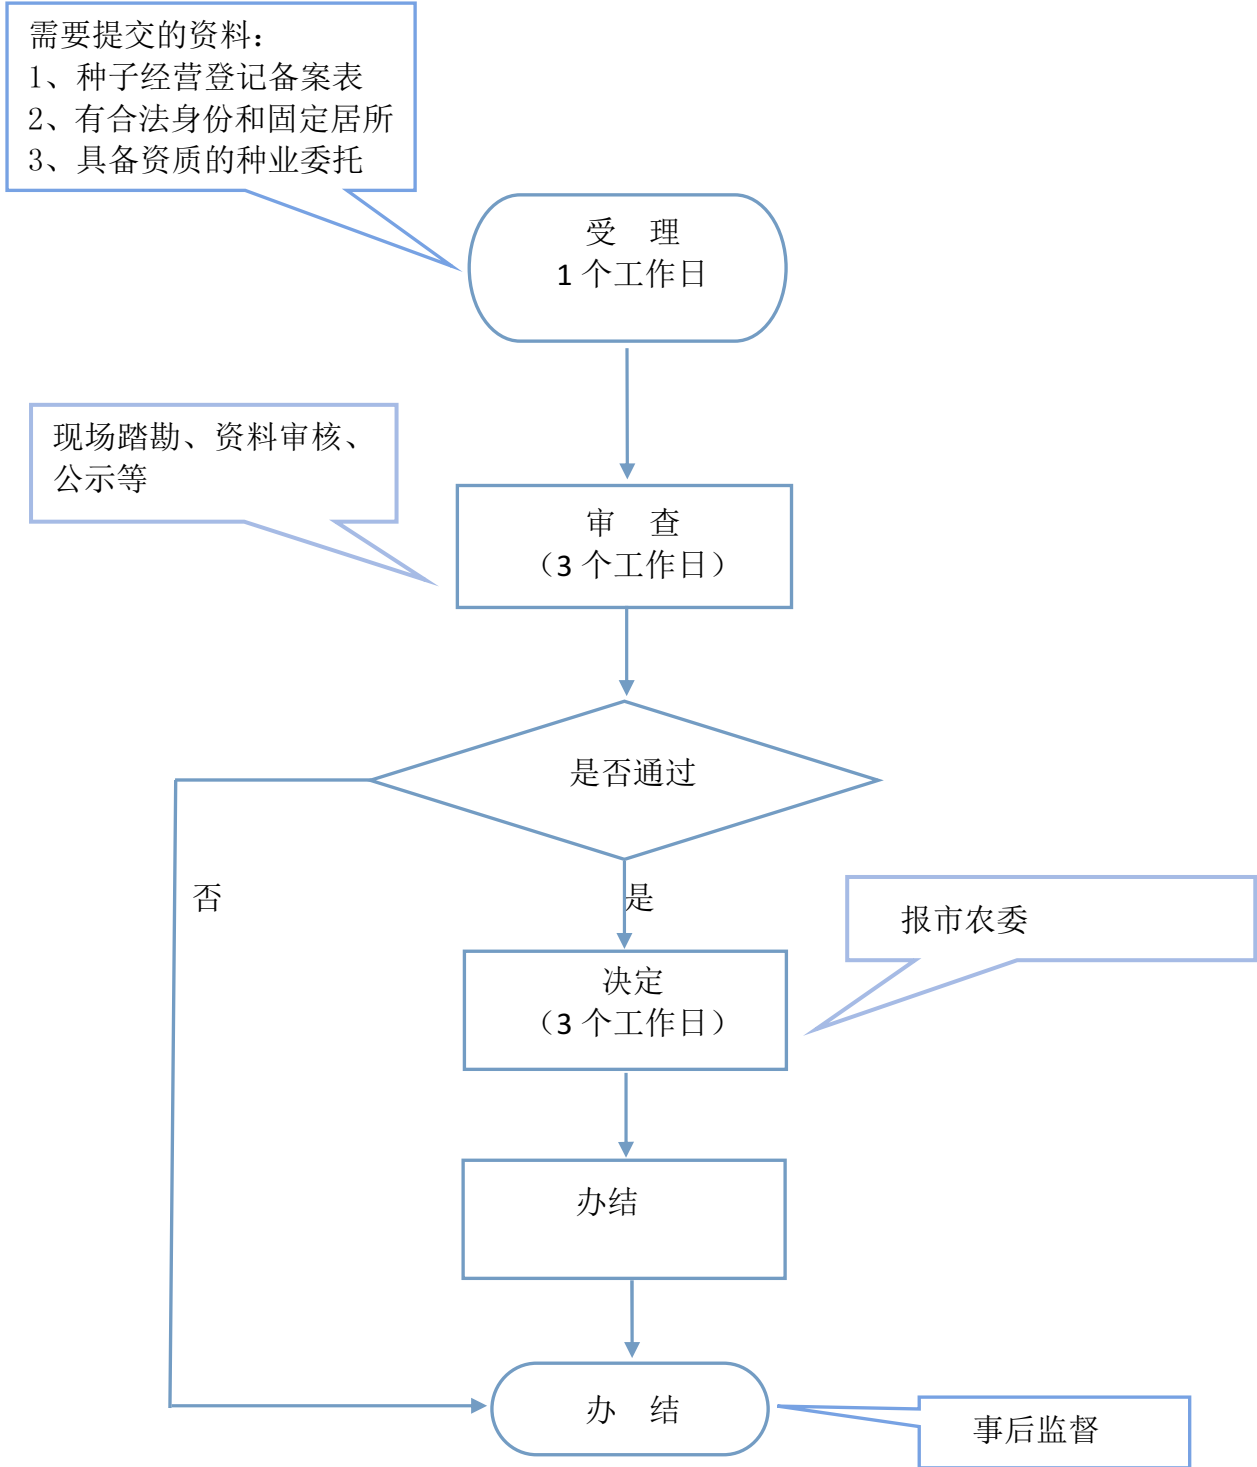 需要提交的资料：
1、种子经营登记备案表
2、有合法身份和固定居所
3、具备资质的种业委托
受　理
1 个工作日
现场踏勘、资料审核、
公示等
审　查
（3 个工作日）
是否通过
否
是
报市农委
决定
（3 个工作日）
办结
办　结
事后监督